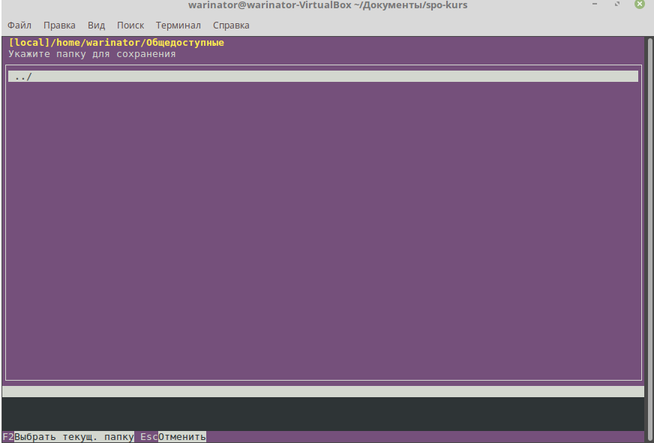 warinator@warinator-VirtualBox ~/Документы/spo-kurs
Файл Правка Вид Поиск Терминал Справка
[local]/home/warinator/Общедоступные
Укажите папку для сохранения
../
F2Выбрать текущ. папку EscОтменить